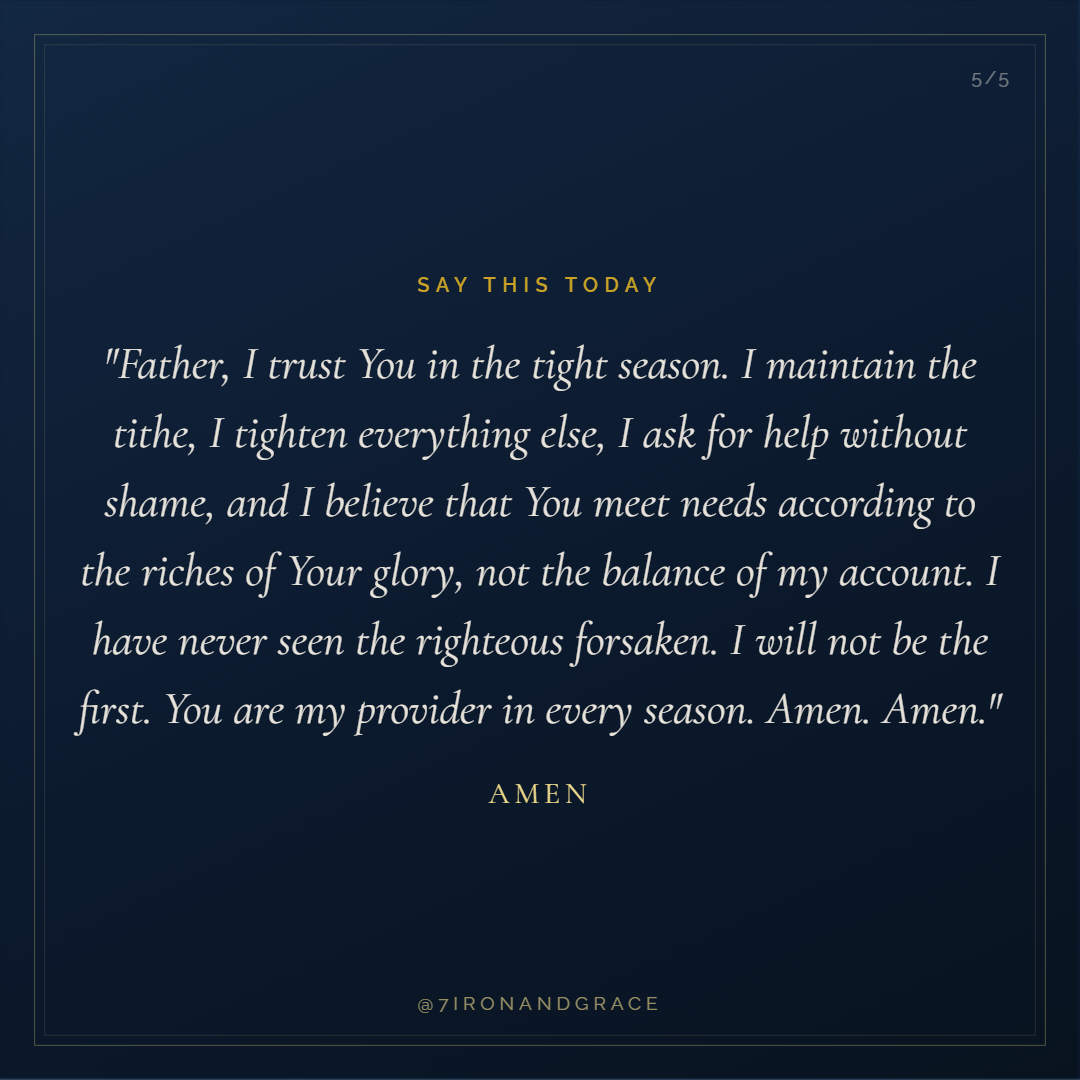 5/5
SAY THIS TODAY
"Father, I trust You in the tight season. I maintain the
tithe, I tighten everything else, I ask for help without
shame, and I believe that You meet needs according to
the riches of Your glory, not the balance of my account. I
have never seen the righteous forsaken. I will not be the
first. You are my provider in every season. Amen. Amen."
AMEN
@7IRONANDGRACE